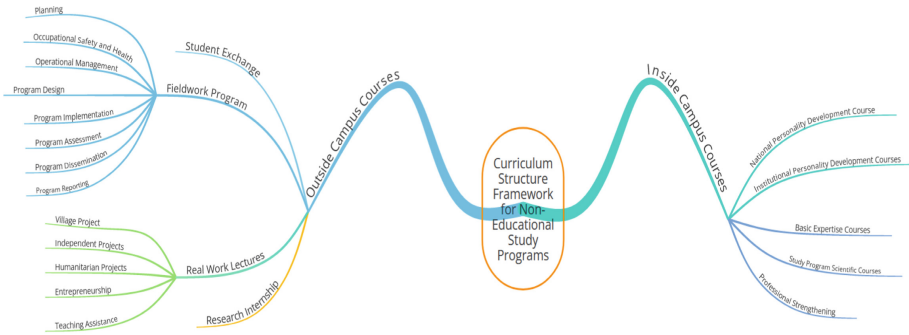 Planning
Occupational Safety and Health
Operational Management
Program Design
Program Implementation
Program Assessment
Program Dissemination
Program Reporting
Student Exchange
Fieldwork Program
Village Project
Independent Projects
Humanitarian Projects
Entrepreneurship
Teaching Assistance
Real Work Lectures
Research Internship
Outside Campus Courses
Curriculum
Structure
Framework
for Non-
Educational
Study
Programs
Inside Campus Courses
National Personality Development Course
Institutional Personality Development Courses
Basic Expertise Courses
Study Program Scientific Courses
Professional Strengthening